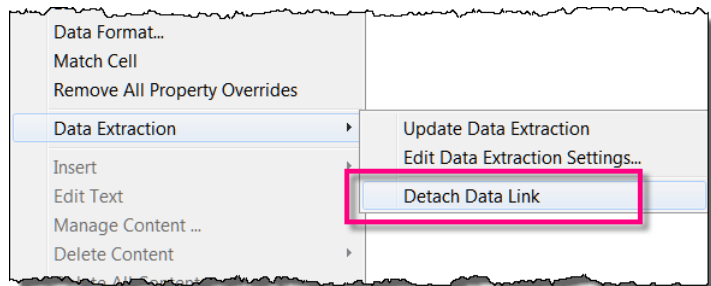 Data Format...
Match Cell
Remove All Property Overrides
Data Extraction
Update Data Extraction
Edit Data Extraction Settings...
Detach Data Link
Insert
Edit Text
Manage Content ...
Delete Content